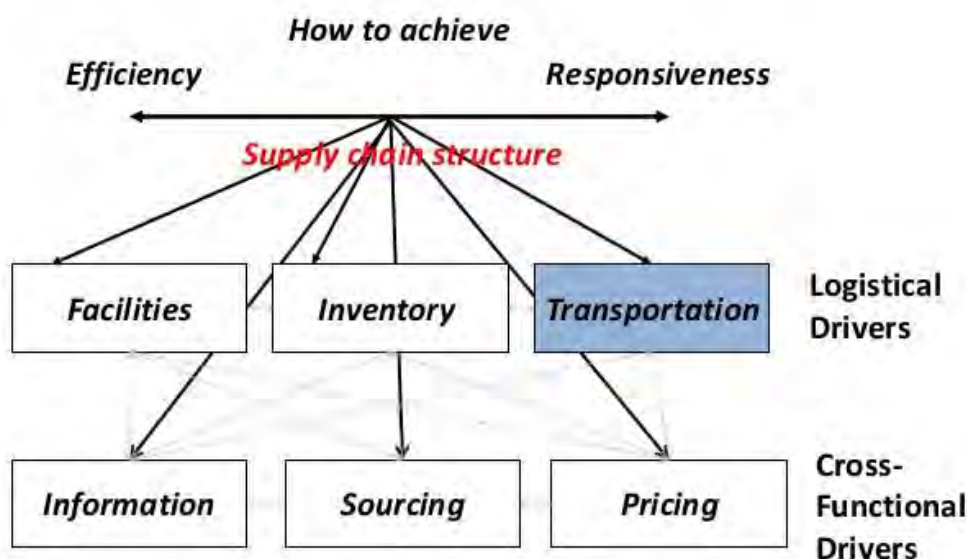 How to achieve
Efficiency
Responsiveness
Supply chain structure
Facilities
Inventory
Transportation
Logistical
Drivers
Information
Sourcing
Pricing
Cross-
Functional
Drivers